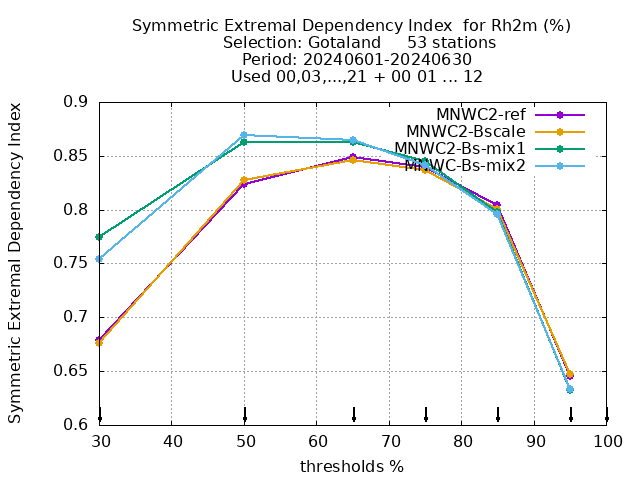 Symmetric Extremal Dependency Index  for Rh2m (%)
Selection: Gotaland     53 stations
Period: 20240601-20240630
Used 00,03,...,21 + 00 01 ... 12
Symmetric Extremal Dependency Index
0.9
0.85
0.8
0.75
0.7
0.65
0.6
MNWC2-ref
MNWC2-Bscale
MNWC2-Bs-mix1
MNWC-Bs-mix2
30 40 50 60 70 80 90 100
thresholds %